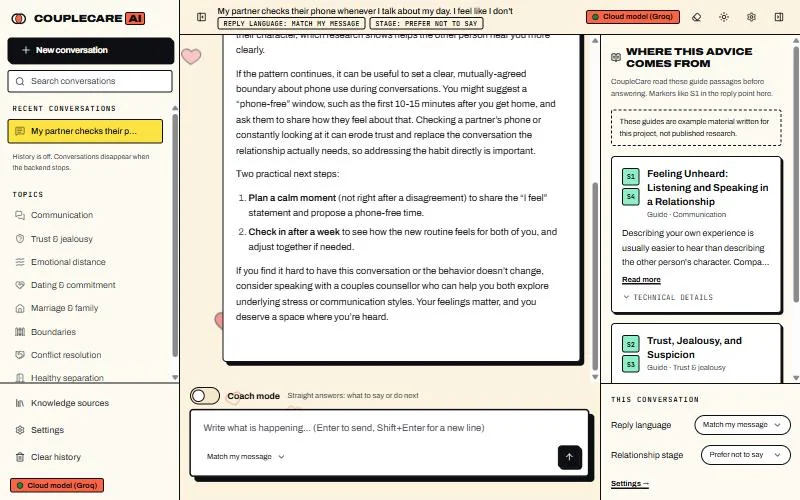 COUPLECARE AI
+ New conversation
Search conversations
RECENT CONVERSATIONS
My partner checks their p...
History is off. Conversations disappear when
the backend stops.
TOPICS
Communication
Trust & jealousy
Emotional distance
Dating & commitment
Marriage & family
Boundaries
Conflict resolution
Healthy separation
Knowledge sources
Settings
Clear history
Cloud model (Groq)
My partner checks their phone whenever I talk about my day. I feel like I don't
REPLY LANGUAGE: MATCH MY MESSAGE
STAGE: PREFER NOT TO SAY
Cloud model (Groq)
clearly.
If the pattern continues, it can be useful to set a clear, mutually-agreed
boundary about phone use during conversations. You might suggest a
“phone-free” window, such as the first 10-15 minutes after you get home, and
ask them to share how they feel about that. Checking a partner’s phone or
constantly looking at it can erode trust and replace the conversation the
relationship actually needs, so addressing the habit directly is important.
Two practical next steps:
1. Plan a calm moment (not right after a disagreement) to share the “I feel”
statement and propose a phone-free time.
2. Check in after a week to see how the new routine feels for both of you, and
adjust together if needed.
If you find it hard to have this conversation or the behavior doesn’t change,
consider speaking with a couples counsellor who can help you both explore
underlying stress or communication styles. Your feelings matter, and you
deserve a space where you’re heard.
Coach mode Straight answers: what to say or do next
Write what is happening... (Enter to send, Shift+Enter for a new line)
Match my message
WHERE THIS ADVICE
COMES FROM
CoupleCare read these guide passages before
answering. Markers like S1 in the reply point here.
These guides are example material written for
this project, not published research.
S1
S4
Feeling Unheard:
Listening and Speaking in
a Relationship
Guide · Communication
Describing your own experience is
usually easier to hear than describing
the other person's character. Compa...
Read more
TECHNICAL DETAILS
S2
S3
Trust, Jealousy, and
Suspicion
Guide · Trust & jealousy
THIS CONVERSATION
Reply language Match my message
Relationship stage Prefer not to say
Settings →